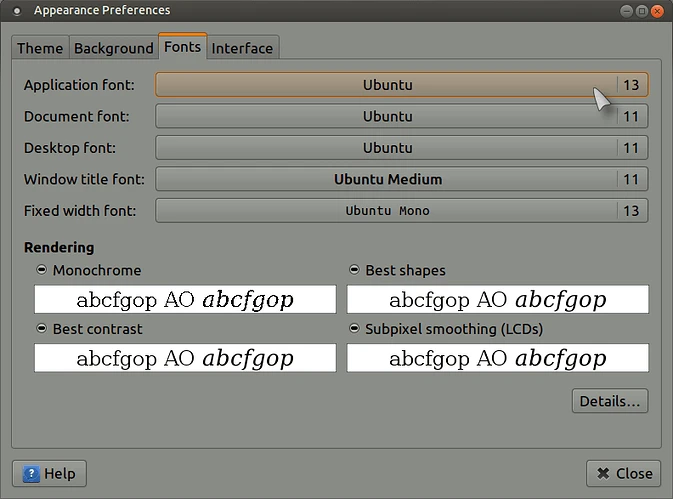 Appearance Preferences
Theme Background Fonts Interface
Application font: Ubuntu 13
Document font: Ubuntu 11
Desktop font: Ubuntu 11
Window title font: Ubuntu Medium 11
Fixed width font: Ubuntu Mono 13
Rendering
Monochrome Best shapes
abcfgop AO abcfgop abcfgop AO abcfgop
Best contrast Subpixel smoothing (LCDs)
abcfgop AO abcfgop abcfgop AO abcfgop
Details...
? Help Close